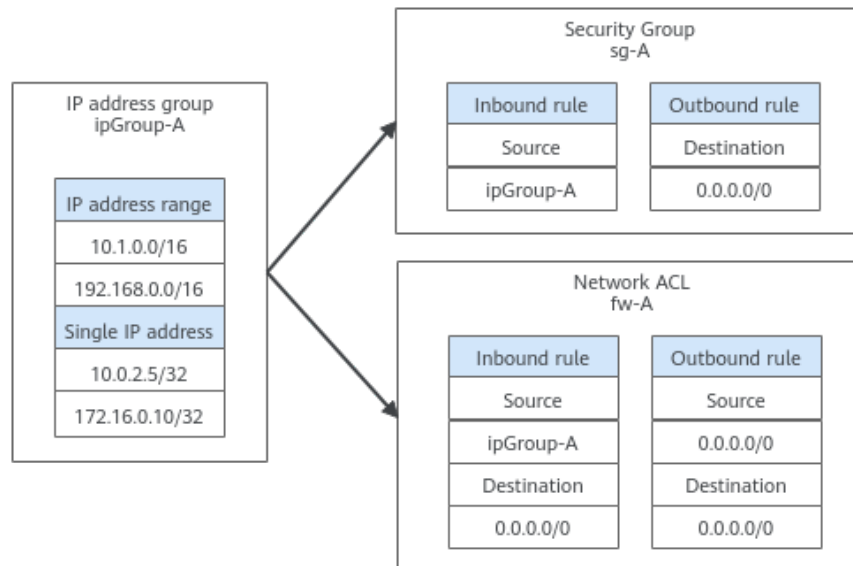 IP address group
ipGroup-A
IP address range
10.1.0.0/16
192.168.0.0/16
Single IP address
10.0.2.5/32
172.16.0.10/32
Security Group
sg-A
Inbound rule
Source
ipGroup-A
Outbound rule
Destination
0.0.0.0/0
Network ACL
fw-A
Inbound rule
Source
ipGroup-A
Destination
0.0.0.0/0
Outbound rule
Source
0.0.0.0/0
Destination
0.0.0.0/0